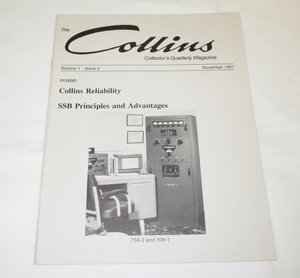 The
Collins
Collector's Quarterly Magazine
Volume 1 Issue 2 November 1991
INSIDE:
Collins Reliability
SSB Principles and Advantages
75A-3 and KW-1